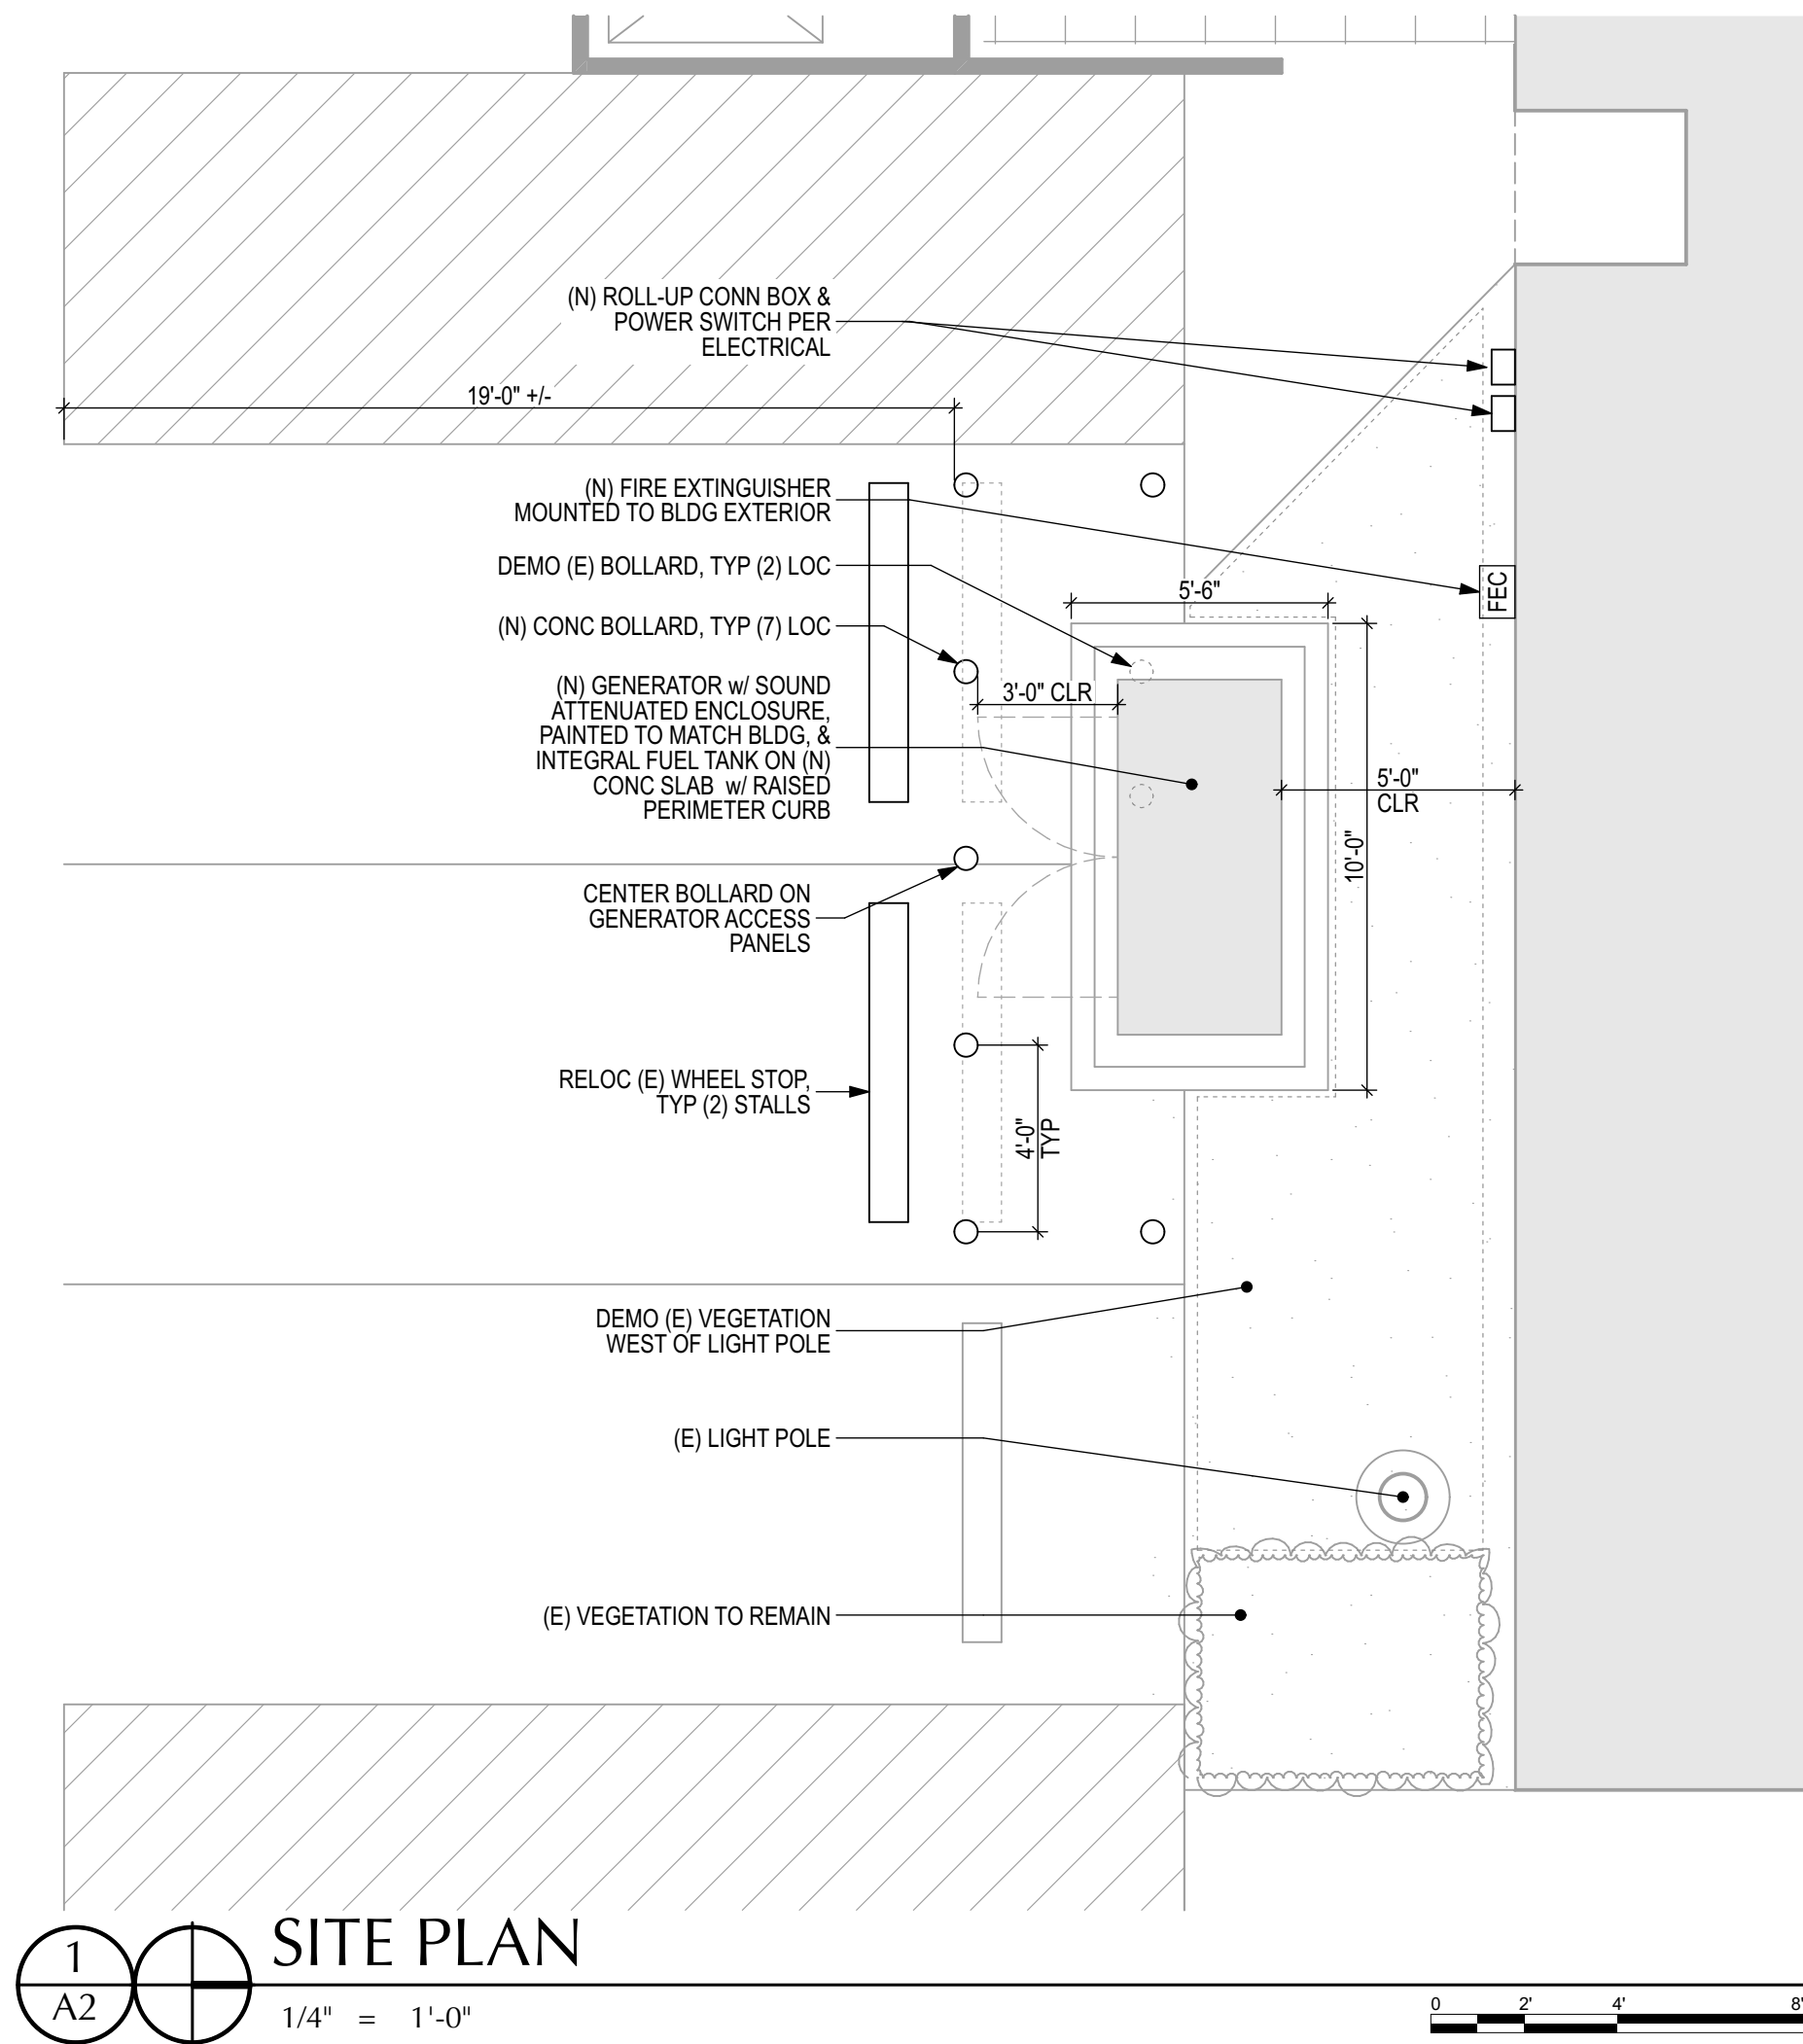 (N) ROLL-UP CONN BOX &
POWER SWITCH PER
ELECTRICAL
19'-0" +/-
(N) FIRE EXTINGUISHER
MOUNTED TO BLDG EXTERIOR
DEMO (E) BOLLARD, TYP (2) LOC
5'-6"
FEC
(N) CONC BOLLARD, TYP (7) LOC
(N) GENERATOR w/ SOUND
ATTENUATED ENCLOSURE,
PAINTED TO MATCH BLDG, &
INTEGRAL FUEL TANK ON (N)
CONC SLAB w/ RAISED
PERIMETER CURB
3'-0" CLR
5'-0"
CLR
10'-0"
CENTER BOLLARD ON
GENERATOR ACCESS
PANELS
RELOC (E) WHEEL STOP,
TYP (2) STALLS
4'-0"
TYP
DEMO (E) VEGETATION
WEST OF LIGHT POLE
(E) LIGHT POLE
(E) VEGETATION TO REMAIN
1
A2
SITE PLAN
1/4" = 1'-0"
0 2' 4' 8'